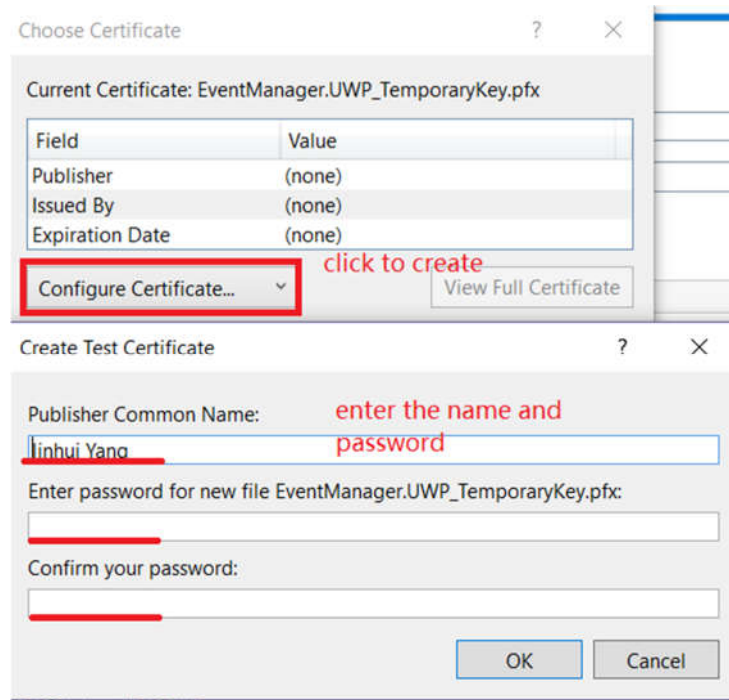 Choose Certificate
Current Certificate: EventManager.UWP_TemporaryKey.pfx
Field Value
Publisher (none)
Issued By (none)
Expiration Date (none)
click to create
Configure Certificate... View Full Certificate
Create Test Certificate
Publisher Common Name:
enter the name and
password
Jinhui Yang
Enter password for new file EventManager.UWP_TemporaryKey.pfx:
Confirm your password:
OK Cancel